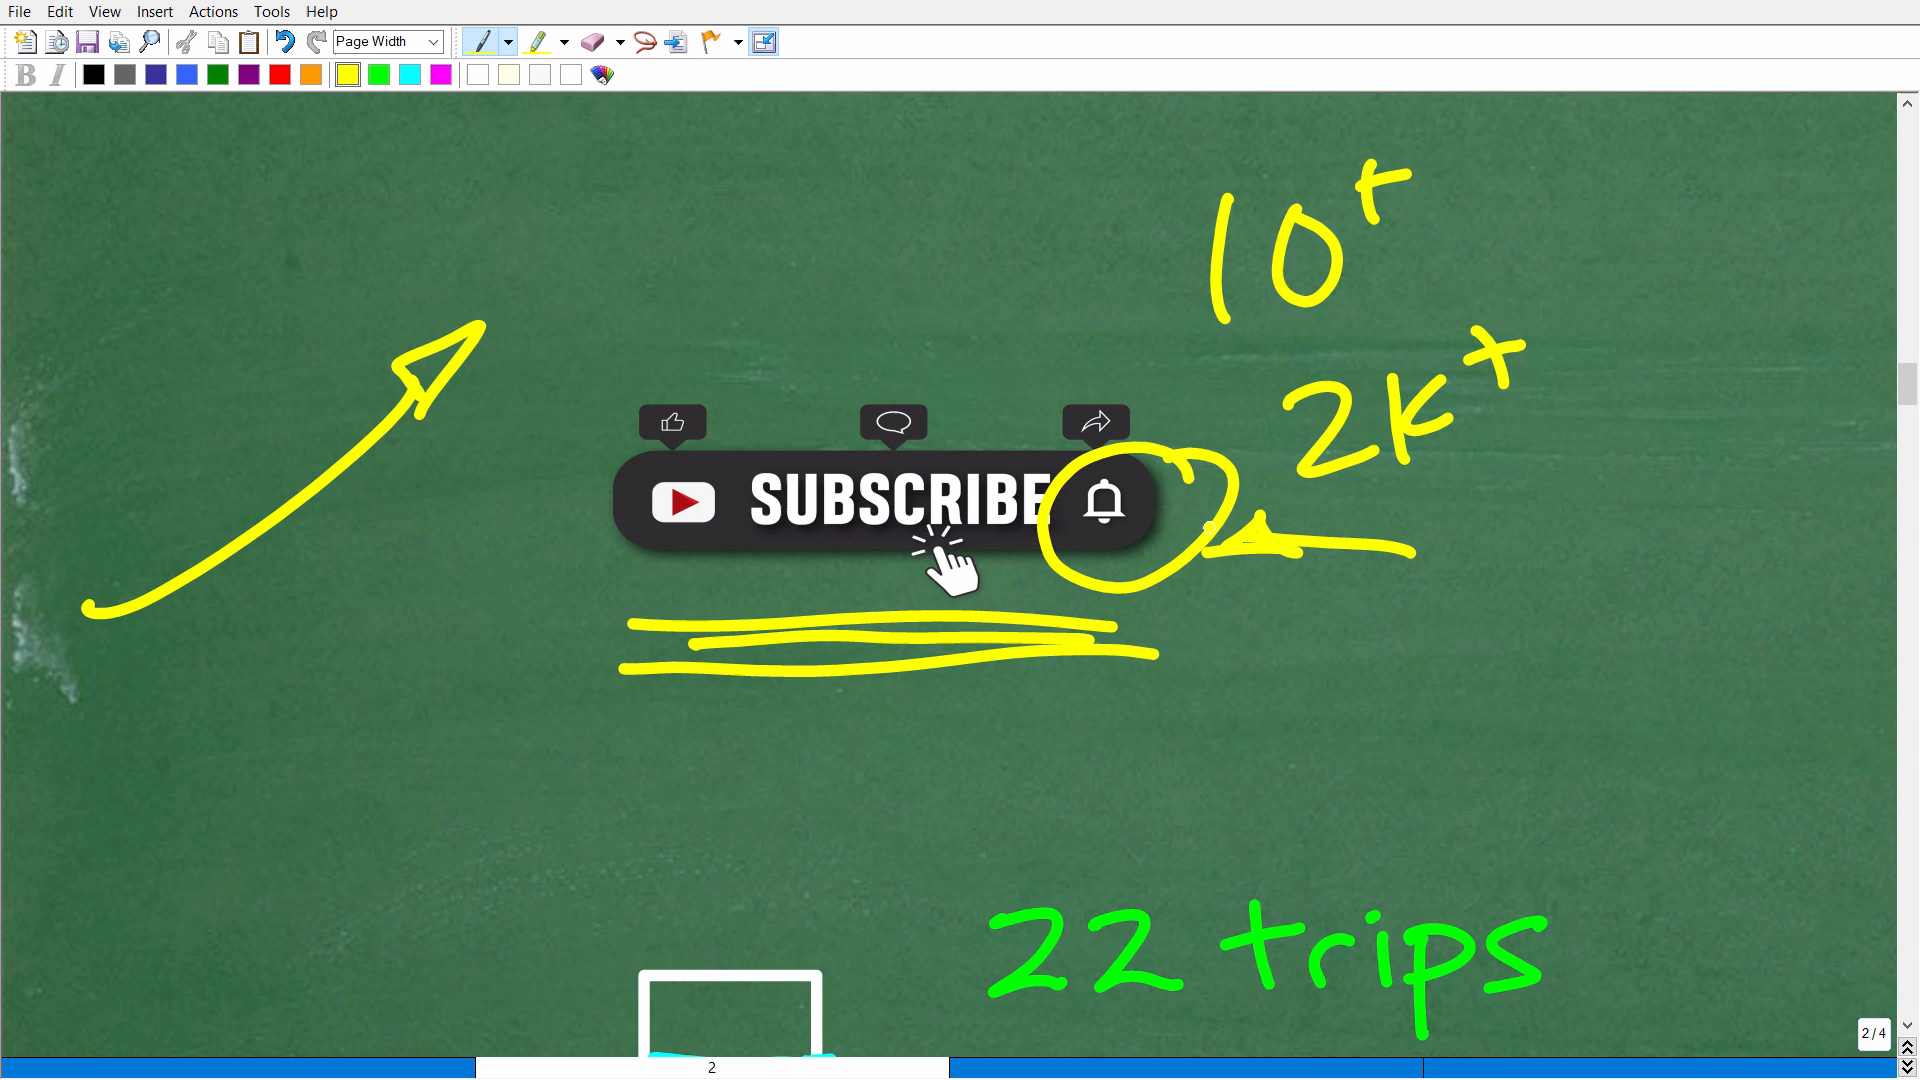 File Edit View Insert Actions Tools Help
Page Width
B I
10+
2k+
SUBSCRIBE
22 trips
2 / 4
2